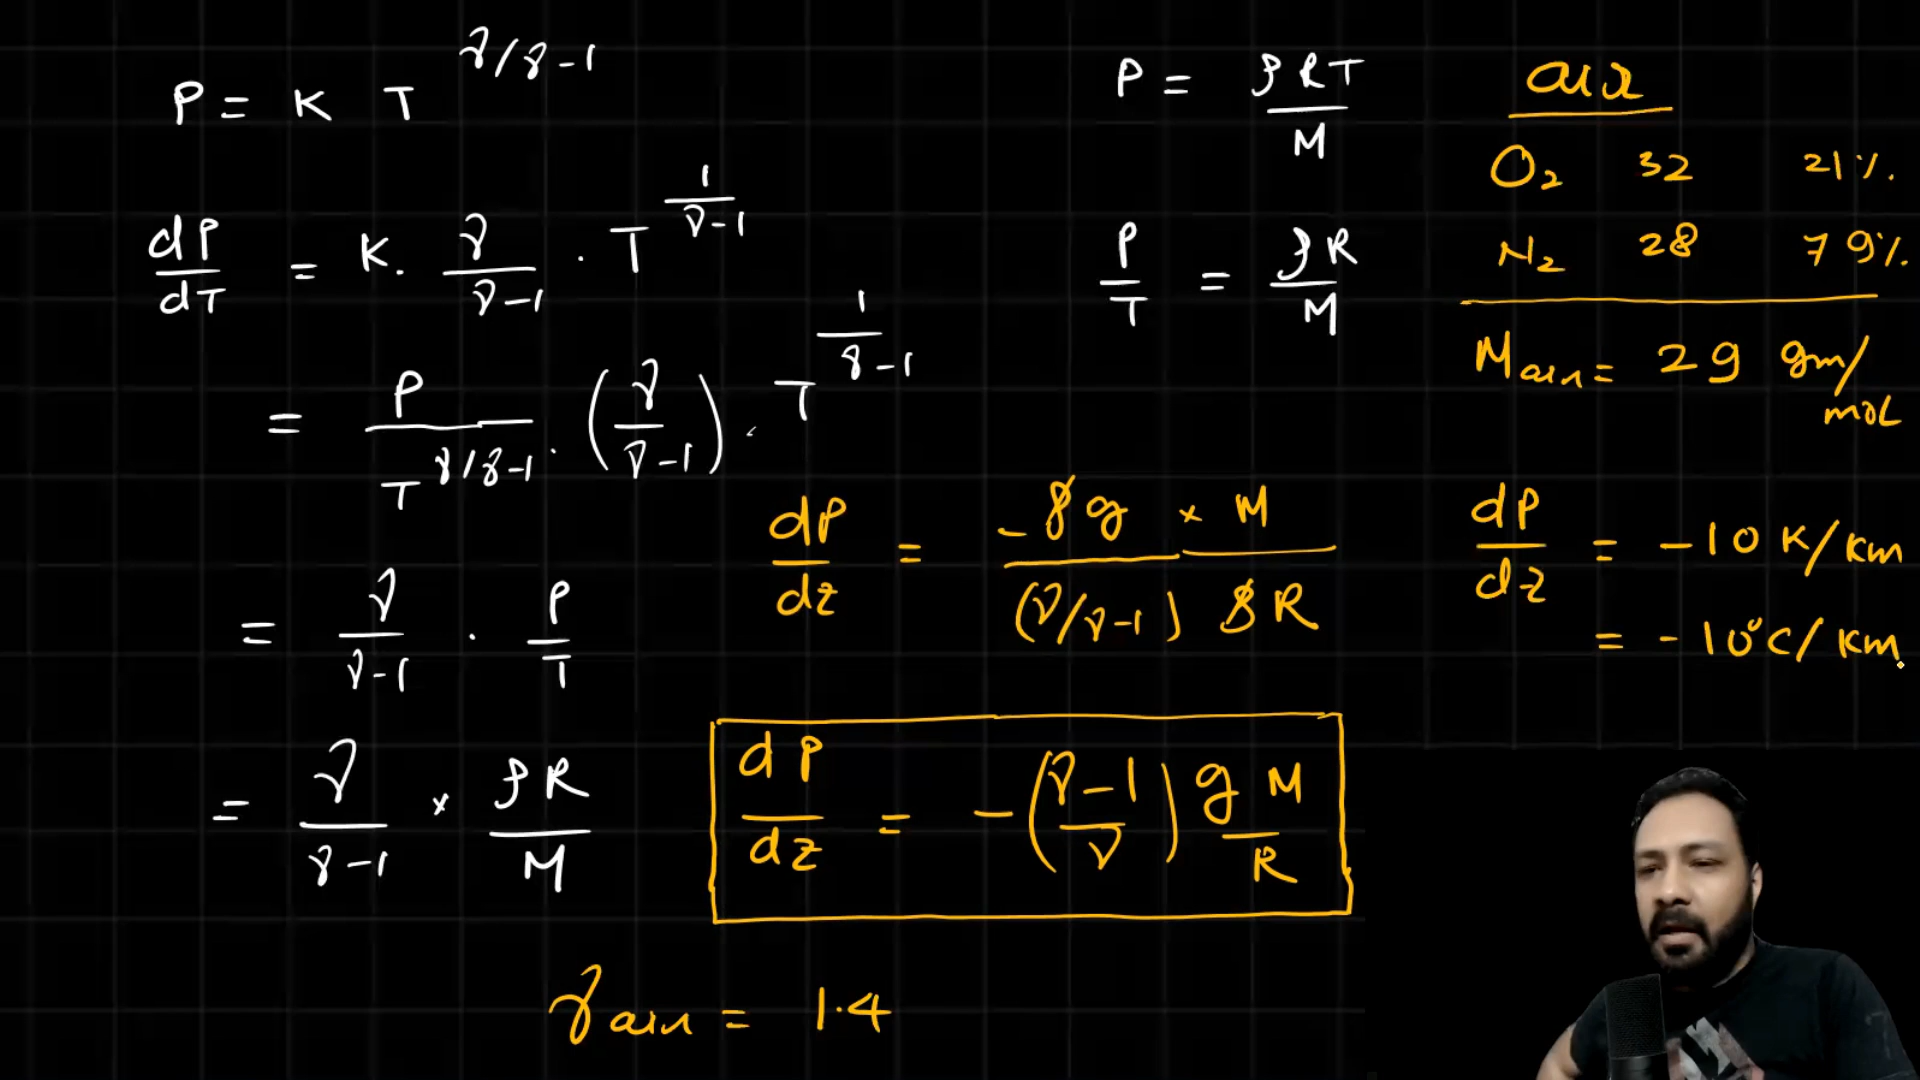 P = K T^(γ/γ-1)
dP/dT = K. γ/(γ-1) · T^(1/(γ-1))
= P/T^(γ/γ-1) · (γ/(γ-1)) . T^(1/(γ-1))
= γ/(γ-1) · P/T
= γ/(γ-1) × ρR/M
P = ρRT/M
P/T = ρR/M
air
O₂ 32 21%.
N₂ 28 79%.
Mair = 29 gm/mol
dP/dz = -ρg × M / (γ/γ-1) ρR
dP/dz = -10 K/Km
= -10°C/Km
dP/dz = -((γ-1)/γ) gM/R
γair = 1.4